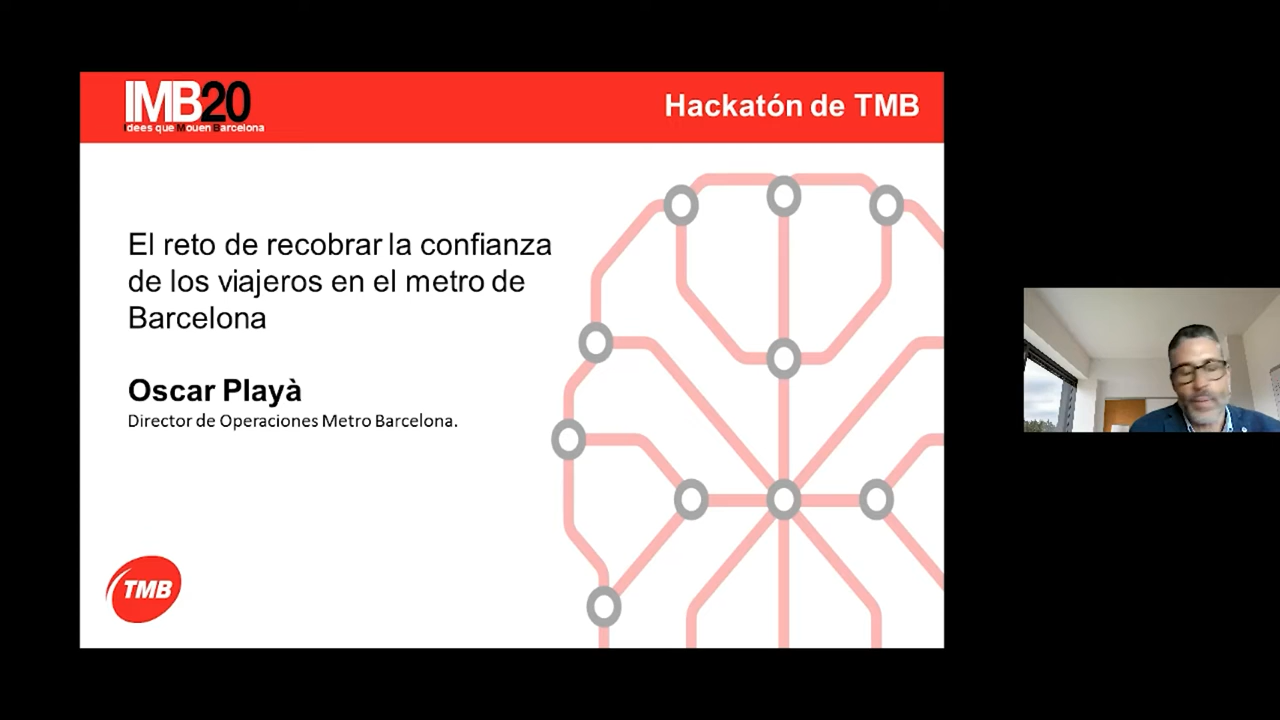 IMB20
Idees que Mouen Barcelona
Hackatón de TMB
El reto de recobrar la confianza
de los viajeros en el metro de
Barcelona
Oscar Playà
Director de Operaciones Metro Barcelona.
TMB